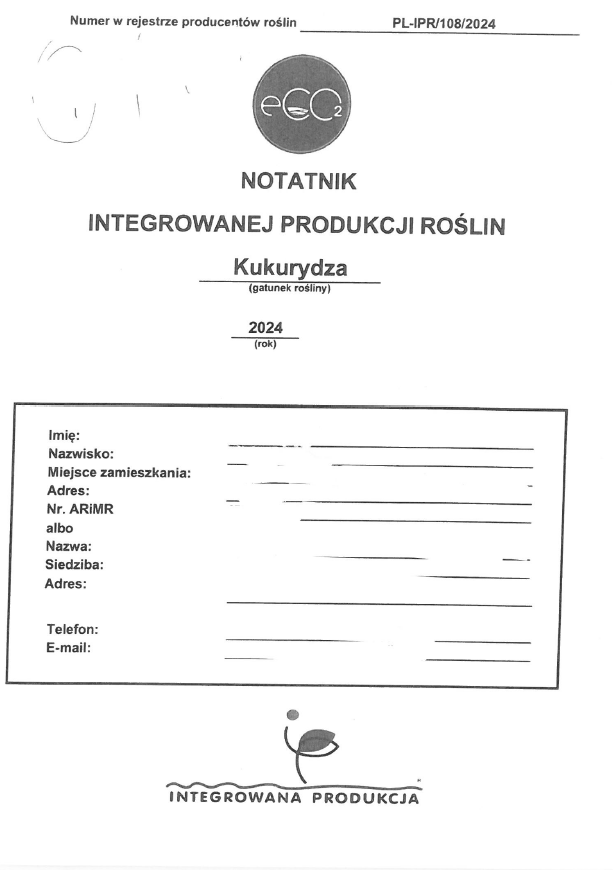 Numer w rejestrze producentów roślin PL-IPR/108/2024
eCO2
NOTATNIK
INTEGROWANEJ PRODUKCJI ROŚLIN
Kukurydza
(gatunek rośliny)
2024
(rok)
Imię:
Nazwisko:
Miejsce zamieszkania:
Adres:
Nr. ARiMR
albo
Nazwa:
Siedziba:
Adres:
Telefon:
E-mail:
INTEGROWANA PRODUKCJA